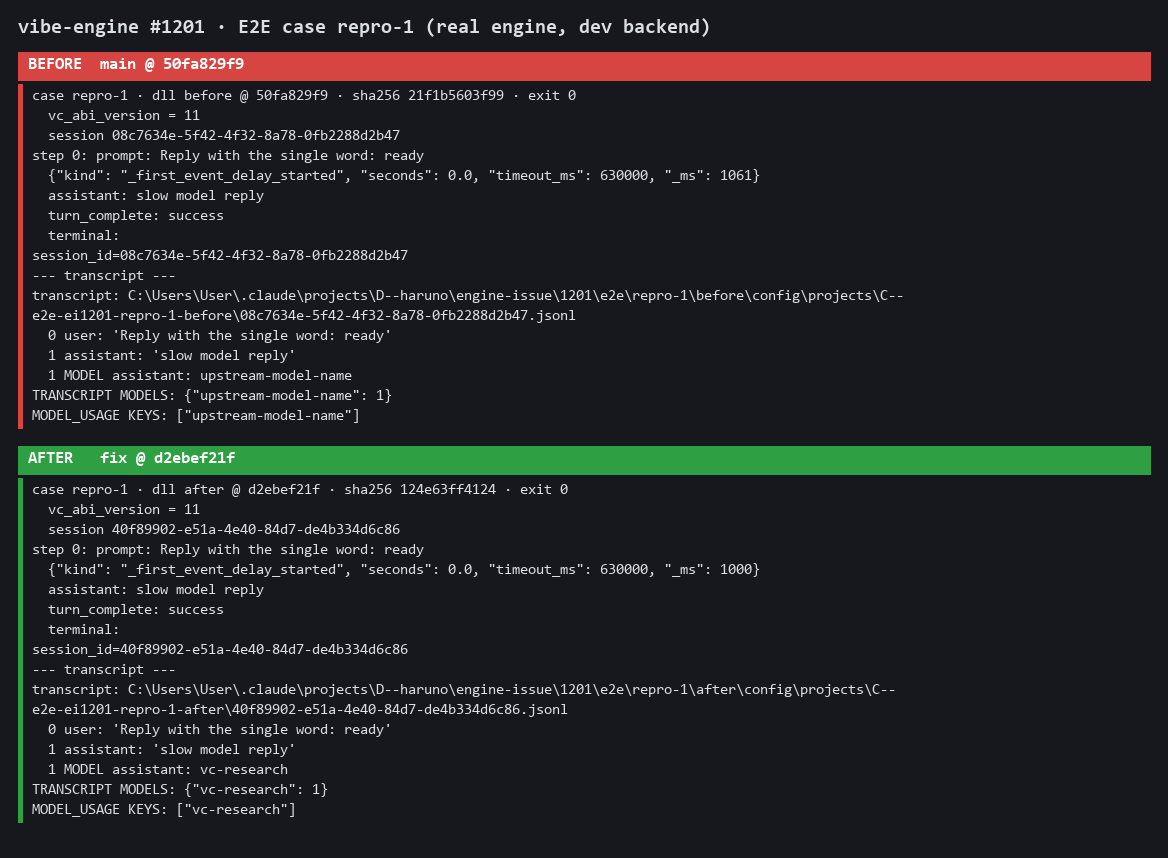 vibe-engine #1201 · E2E case repro-1 (real engine, dev backend)
BEFORE  main @ 50fa829f9
case repro-1 · dll before @ 50fa829f9 · sha256 21f1b5603f99 · exit 0
  vc_abi_version = 11
  session 08c7634e-5f42-4f32-8a78-0fb2288d2b47
step 0: prompt: Reply with the single word: ready
  {"kind": "_first_event_delay_started", "seconds": 0.0, "timeout_ms": 630000, "_ms": 1061}
  assistant: slow model reply
  turn_complete: success
  terminal:
session_id=08c7634e-5f42-4f32-8a78-0fb2288d2b47
--- transcript ---
transcript: C:\Users\User\.claude\projects\D--haruno\engine-issue\1201\e2e\repro-1\before\config\projects\C--
e2e-ei1201-repro-1-before\08c7634e-5f42-4f32-8a78-0fb2288d2b47.jsonl
  0 user: 'Reply with the single word: ready'
  1 assistant: 'slow model reply'
  1 MODEL assistant: upstream-model-name
TRANSCRIPT MODELS: {"upstream-model-name": 1}
MODEL_USAGE KEYS: ["upstream-model-name"]
AFTER   fix @ d2ebef21f
case repro-1 · dll after @ d2ebef21f · sha256 124e63ff4124 · exit 0
  vc_abi_version = 11
  session 40f89902-e51a-4e40-84d7-de4b334d6c86
step 0: prompt: Reply with the single word: ready
  {"kind": "_first_event_delay_started", "seconds": 0.0, "timeout_ms": 630000, "_ms": 1000}
  assistant: slow model reply
  turn_complete: success
  terminal:
session_id=40f89902-e51a-4e40-84d7-de4b334d6c86
--- transcript ---
transcript: C:\Users\User\.claude\projects\D--haruno\engine-issue\1201\e2e\repro-1\after\config\projects\C--
e2e-ei1201-repro-1-after\40f89902-e51a-4e40-84d7-de4b334d6c86.jsonl
  0 user: 'Reply with the single word: ready'
  1 assistant: 'slow model reply'
  1 MODEL assistant: vc-research
TRANSCRIPT MODELS: {"vc-research": 1}
MODEL_USAGE KEYS: ["vc-research"]